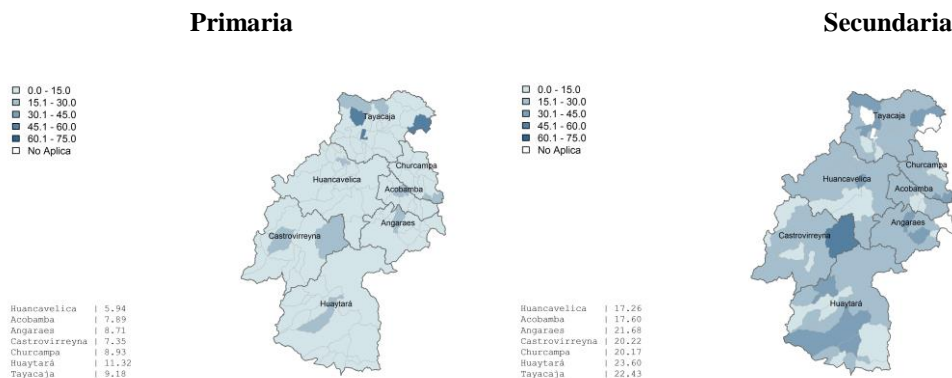 Primaria
0.0 - 15.0
15.1 - 30.0
30.1 - 45.0
45.1 - 60.0
60.1 - 75.0
No Aplica
Tayacaja
Churcampa
Huancavelica
Acobamba
Angaraes
Castrovirreyna
Huaytará
Huancavelica | 5.94
Acobamba | 7.89
Angaraes | 8.71
Castrovirreyna | 7.35
Churcampa | 8.93
Huaytará | 11.32
Tayacaja | 9.18
Secundaria
0.0 - 15.0
15.1 - 30.0
30.1 - 45.0
45.1 - 60.0
60.1 - 75.0
No Aplica
Tayacaja
Churcampa
Huancavelica
Acobamba
Angaraes
Castrovirreyna
Huaytará
Huancavelica | 17.26
Acobamba | 17.60
Angaraes | 21.68
Castrovirreyna | 20.22
Churcampa | 20.17
Huaytará | 23.60
Tayacaja | 22.43